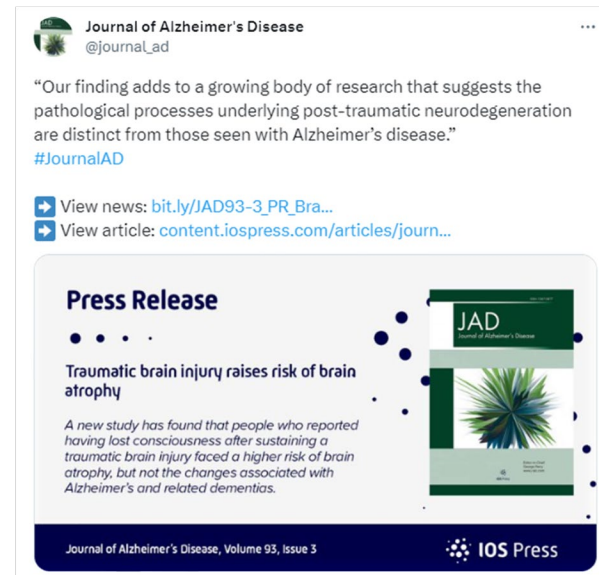 Journal of Alzheimer's Disease
@journal_ad
“Our finding adds to a growing body of research that suggests the
pathological processes underlying post-traumatic neurodegeneration
are distinct from those seen with Alzheimer’s disease.”
#JournalAD
View news: bit.ly/JAD93-3_PR_Bra...
View article: content.iospress.com/articles/journ...
Press Release
Traumatic brain injury raises risk of brain
atrophy
A new study has found that people who reported
having lost consciousness after sustaining a
traumatic brain injury faced a higher risk of brain
atrophy, but not the changes associated with
Alzheimer's and related dementias.
JAD
Journal of Alzheimer's Disease
Journal of Alzheimer's Disease, Volume 93, Issue 3
IOS Press